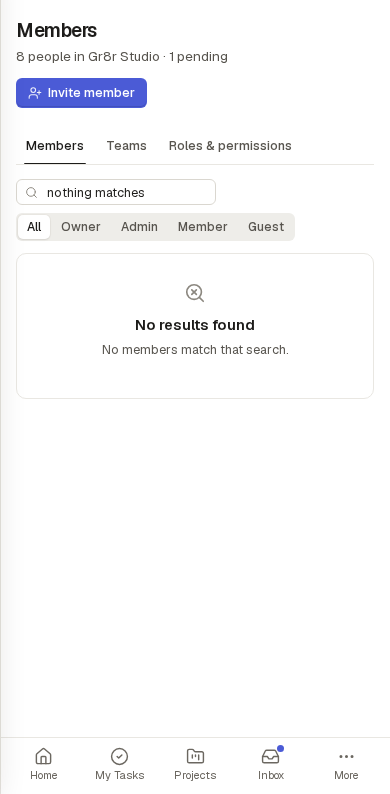 Members
8 people in Gr8r Studio · 1 pending
Invite member
Members Teams Roles & permissions
nothing matches
All Owner Admin Member Guest
No results found
No members match that search.
Home My Tasks Projects Inbox More